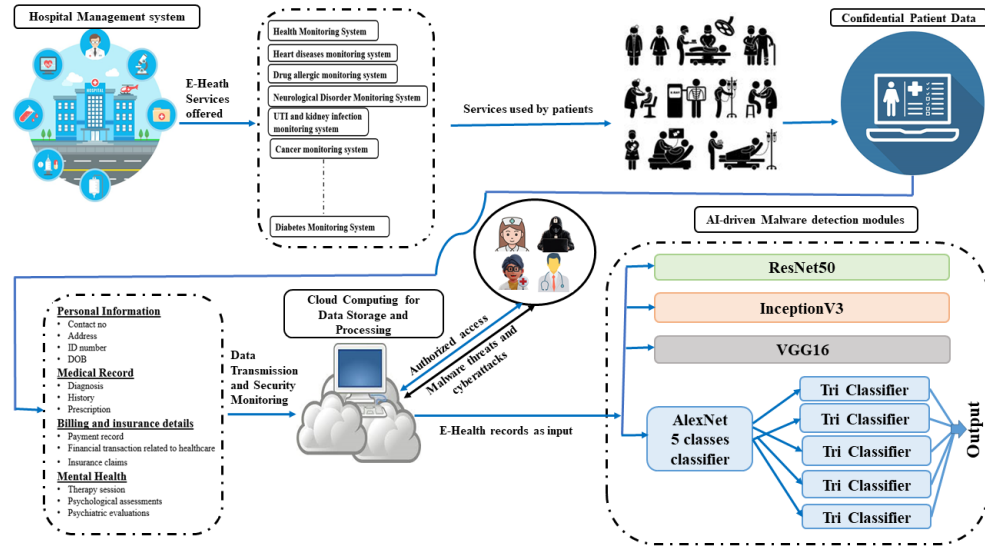 Hospital Management system
HOSPITAL
E-Heath
Services
offered
Health Monitoring System
Heart diseases monitoring system
Drug allergic monitoring system
Neurological Disorder Monitoring System
UTI and kidney infection
monitoring system
Cancer monitoring system
Diabetes Monitoring System
Services used by patients
Confidential Patient Data
Personal Information
• Contact no
• Address
• ID number
• DOB
Medical Record
• Diagnosis
• History
• Prescription
Billing and insurance details
• Payment record
• Financial transaction related to healthcare
• Insurance claims
Mental Health
• Therapy session
• Psychological assessments
• Psychiatric evaluations
Data
Transmission
and Security
Monitoring
Cloud Computing for
Data Storage and
Processing
Authorized access
Malware threats and
cyberattacks
E-Health records as input
AI-driven Malware detection modules
ResNet50
InceptionV3
VGG16
AlexNet
5 classes
classifier
Tri Classifier
Tri Classifier
Tri Classifier
Tri Classifier
Tri Classifier
Output